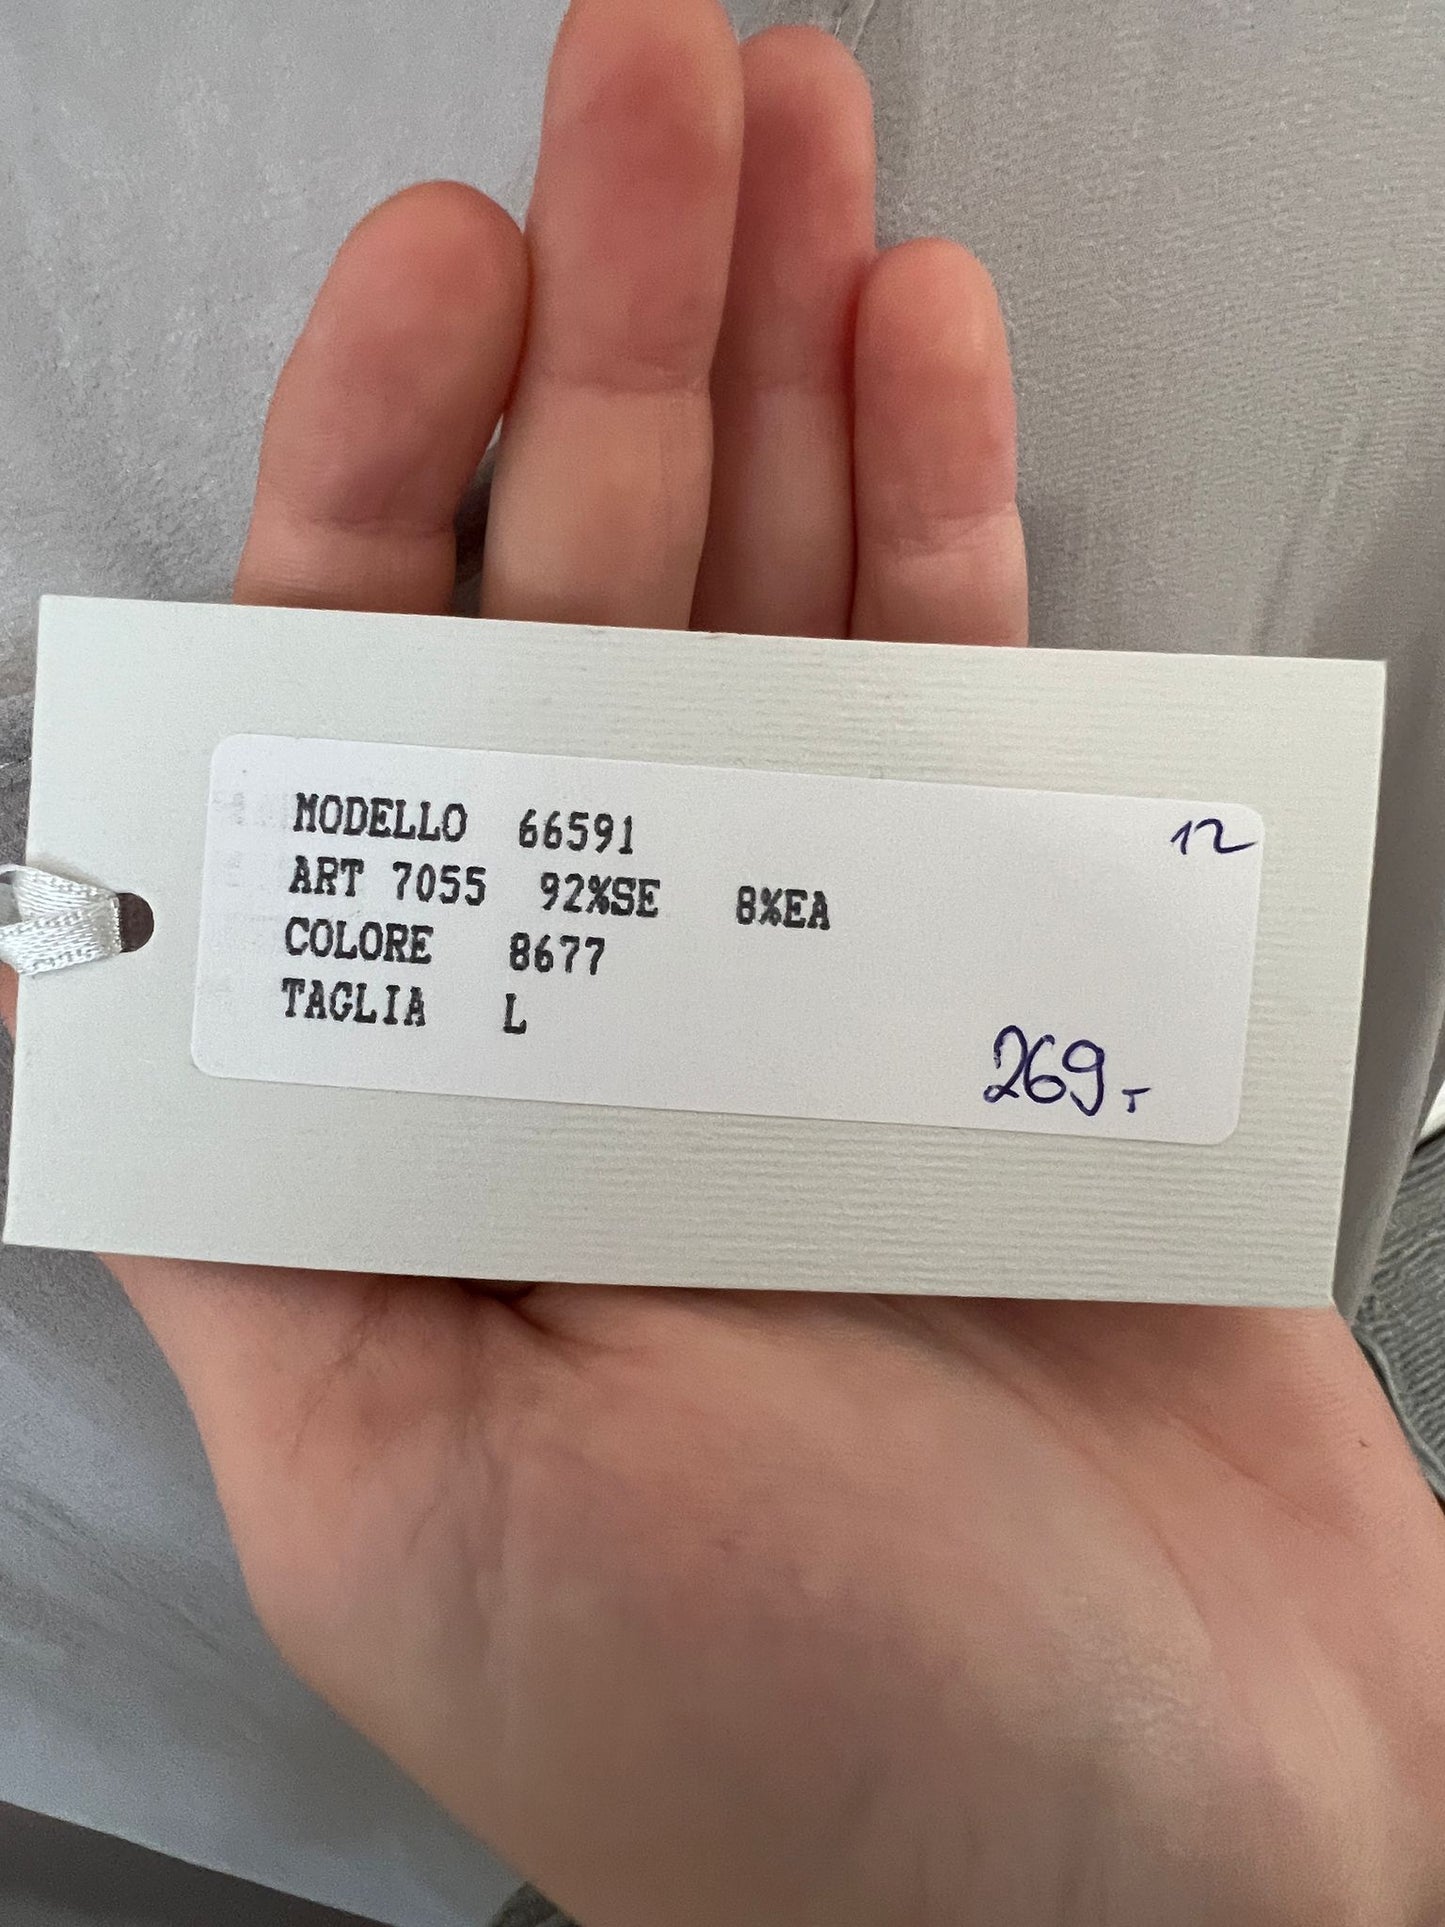 MODELLO 66591
12
ART 7055 92%SE 8%EA
COLORE 8677
TAGLIA L
269.-